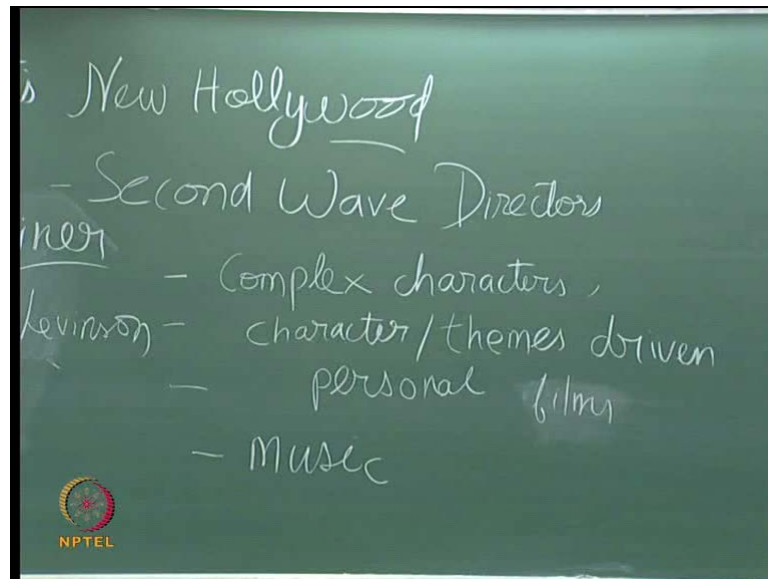 s New Hollywood
- Second Wave Directors
iner
- Complex characters,
Levinson - character/themes driven
- personal films
- Music
NPTEL